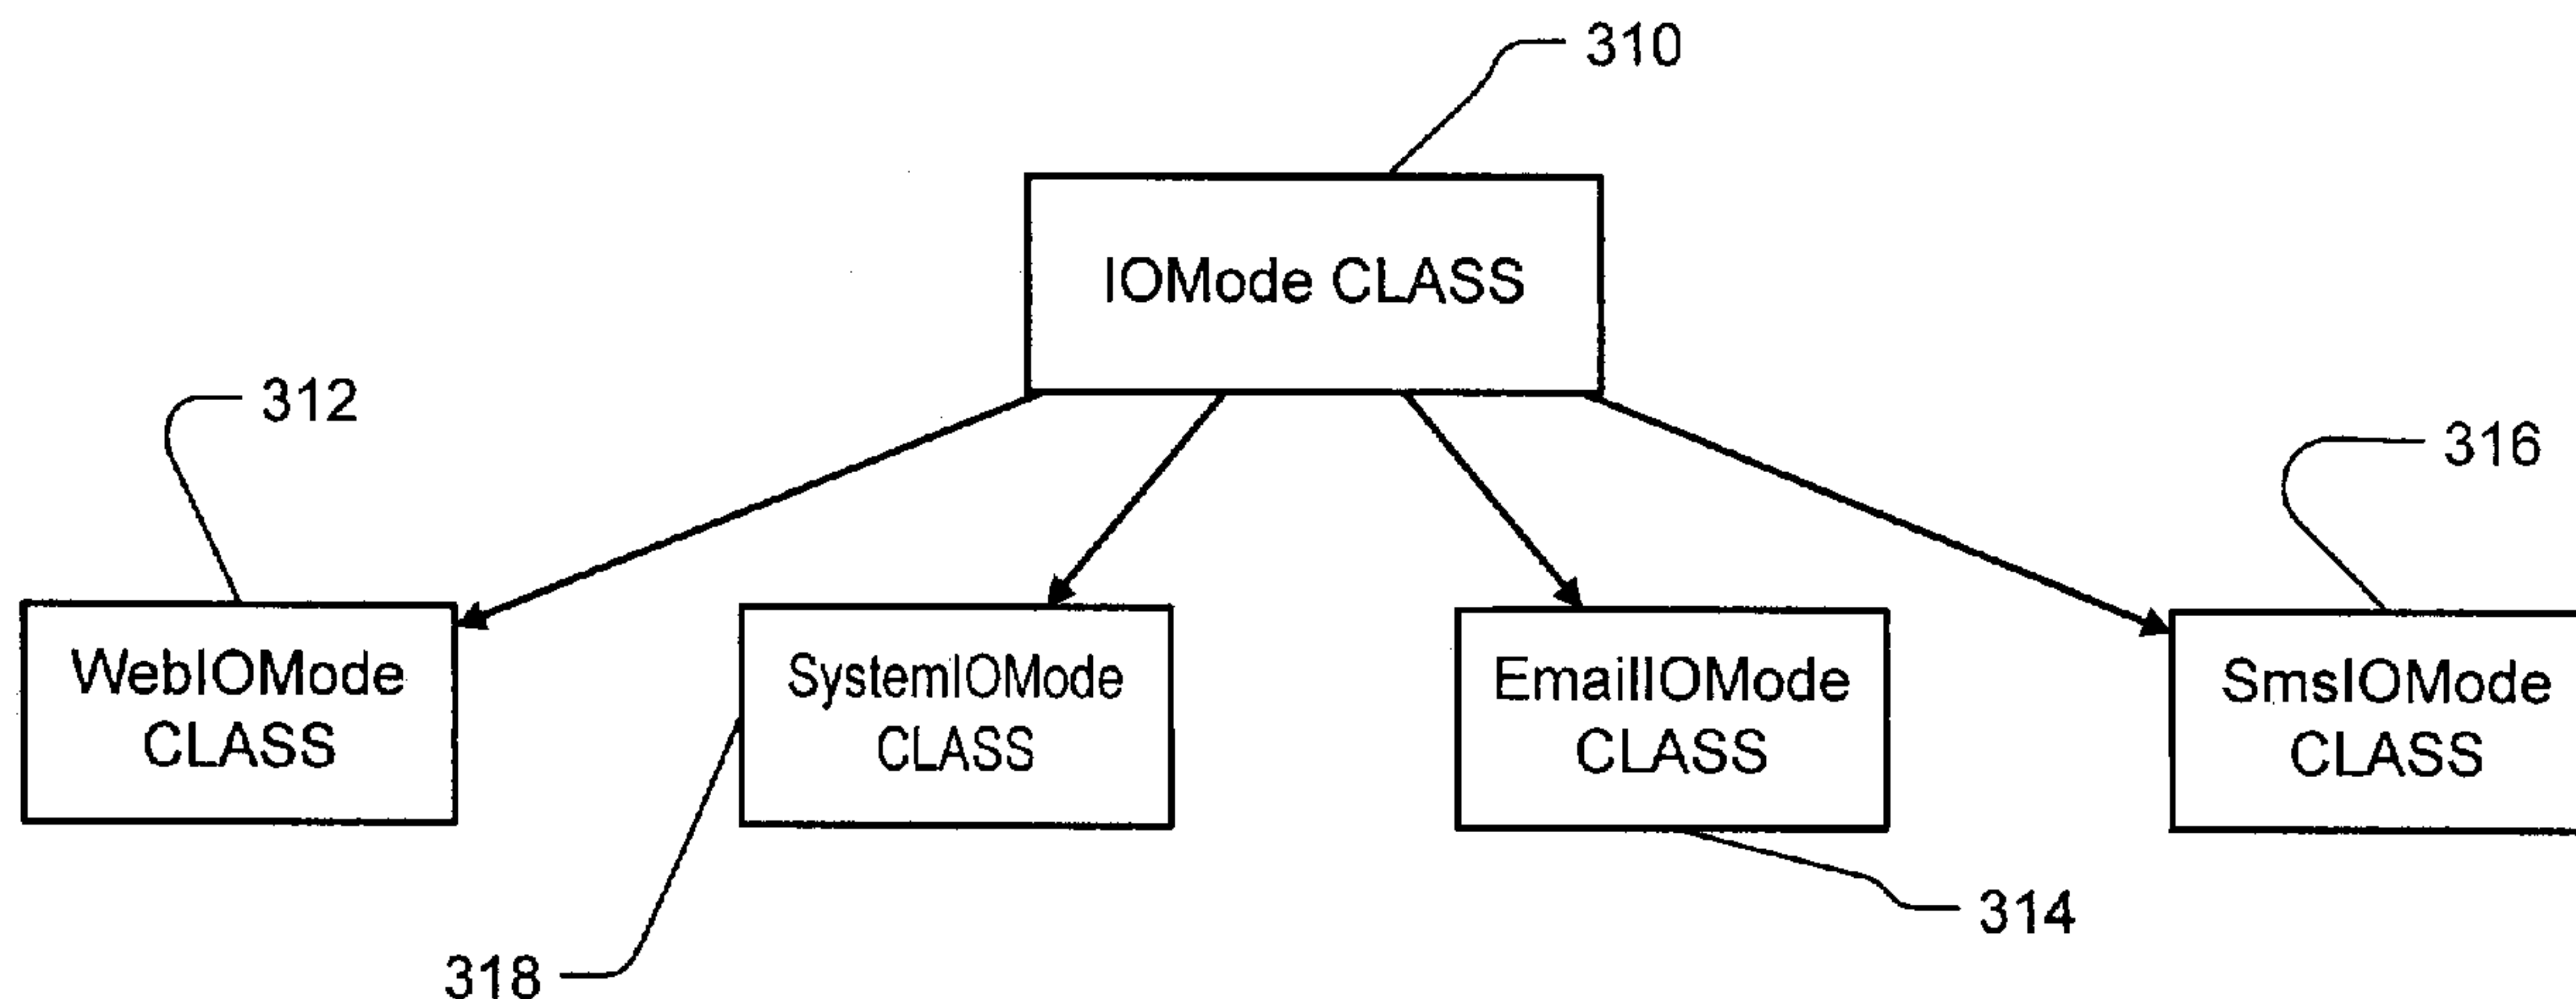 310
IOMode CLASS
312
316
WebIOMode
CLASS
SystemIOMode
CLASS
EmailIOMode
CLASS
SmsIOMode
CLASS
314
318